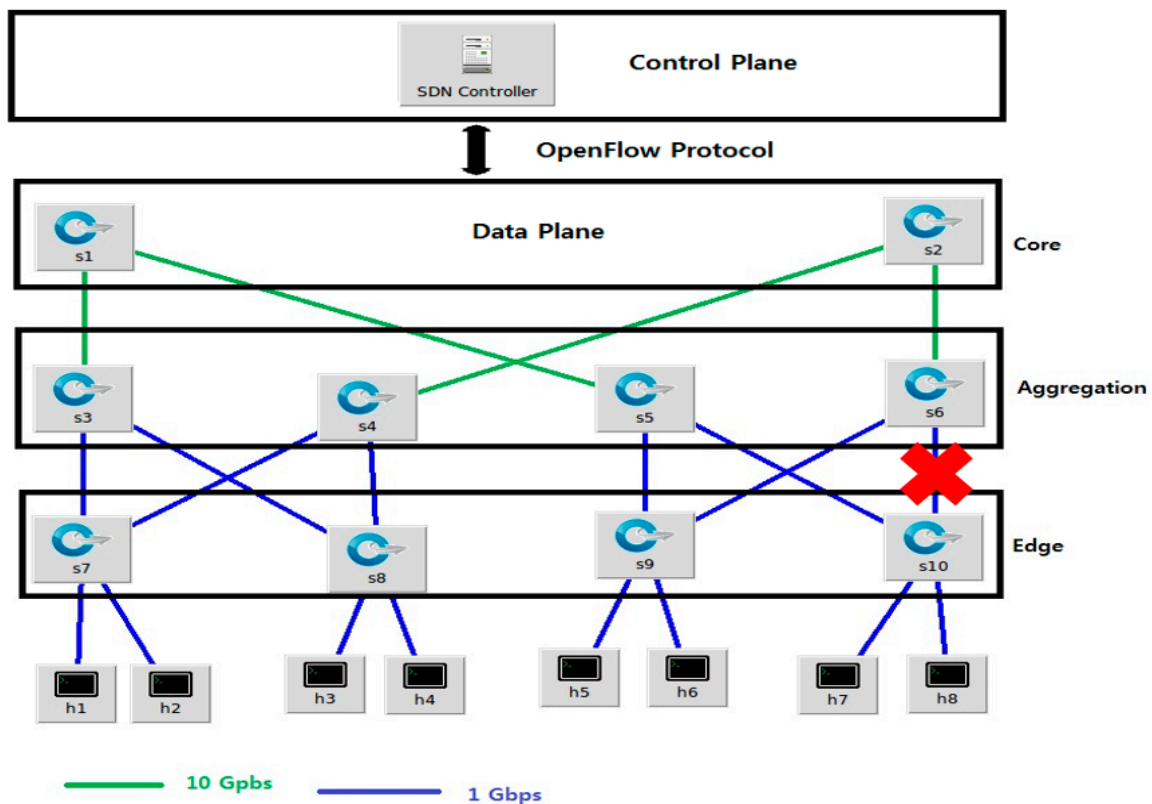 Control Plane
SDN Controller
OpenFlow Protocol
Data Plane
s1
s2
Core
s3
s4
s5
s6
Aggregation
s7
s8
s9
s10
Edge
h1
h2
h3
h4
h5
h6
h7
h8
10 Gpbs
1 Gbps